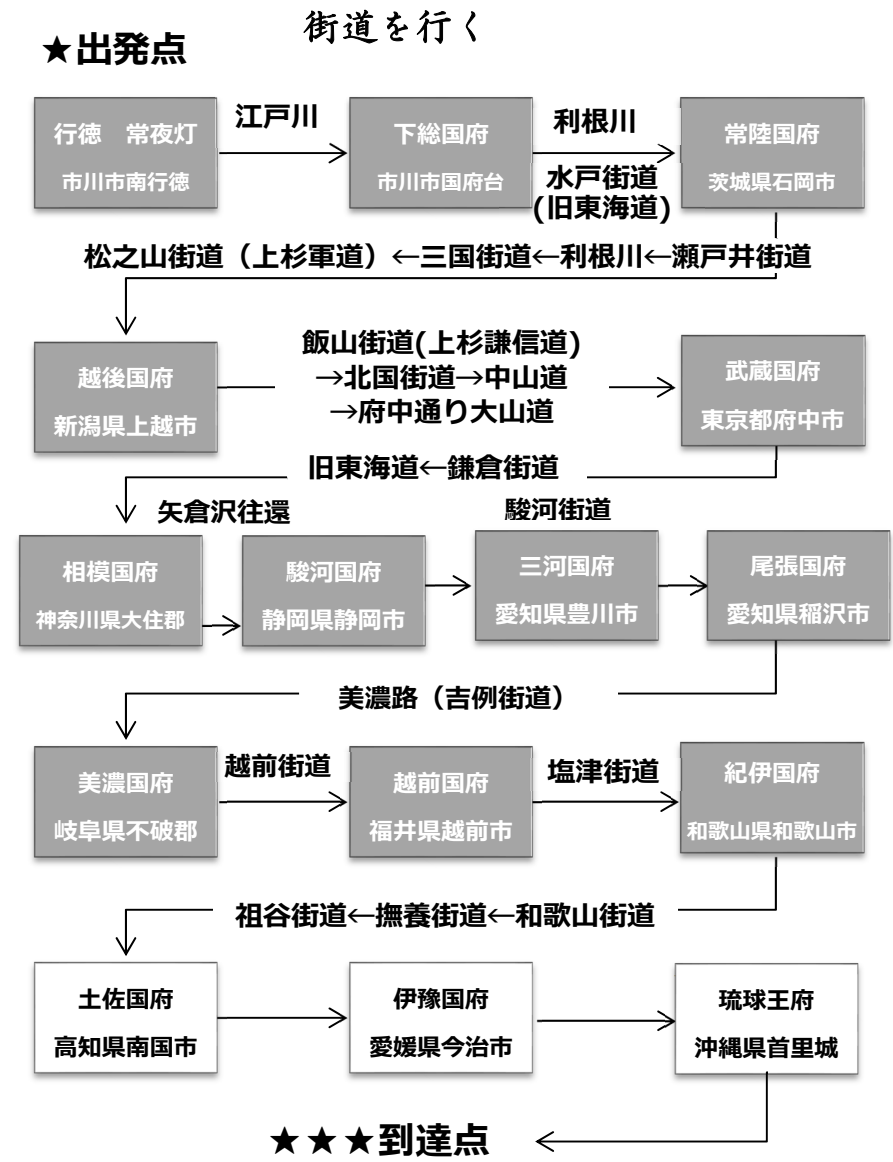 街道を行く
★出発点
行徳　常夜灯
市川市南行徳
江戸川
下総国府
市川市国府台
利根川
水戸街道
(旧東海道)
常陸国府
茨城県石岡市
松之山街道（上杉軍道）←三国街道←利根川←瀬戸井街道
越後国府
新潟県上越市
飯山街道(上杉謙信道)
→北国街道→中山道
→府中通り大山道
武蔵国府
東京都府中市
旧東海道←鎌倉街道
相模国府
神奈川県大住郡
矢倉沢往還
駿河国府
静岡県静岡市
駿河街道
三河国府
愛知県豊川市
尾張国府
愛知県稲沢市
美濃路（吉例街道）
美濃国府
岐阜県不破郡
越前街道
越前国府
福井県越前市
塩津街道
紀伊国府
和歌山県和歌山市
祖谷街道←撫養街道←和歌山街道
土佐国府
高知県南国市
伊豫国府
愛媛県今治市
琉球王府
沖縄県首里城
★★★到達点